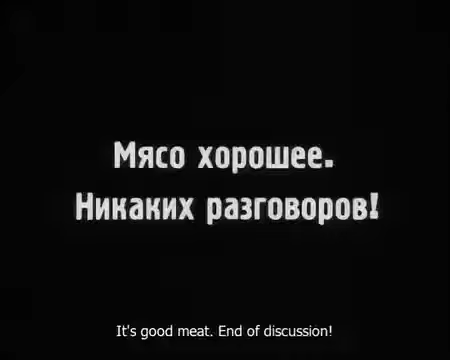 Мясо хорошее.
Никаких разговоров!
It's good meat. End of discussion!